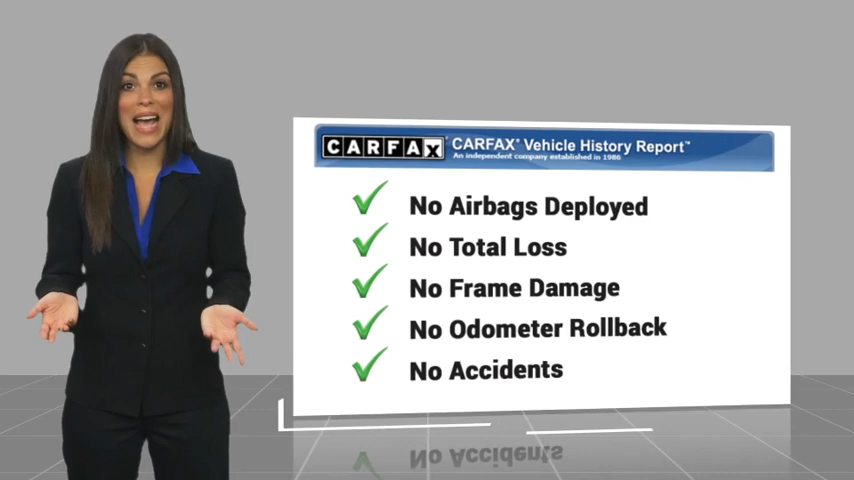 CARFAX CARFAX® Vehicle History Report™
An independent company established in 1986
No Airbags Deployed
No Total Loss
No Frame Damage
No Odometer Rollback
No Accidents
No Accidents